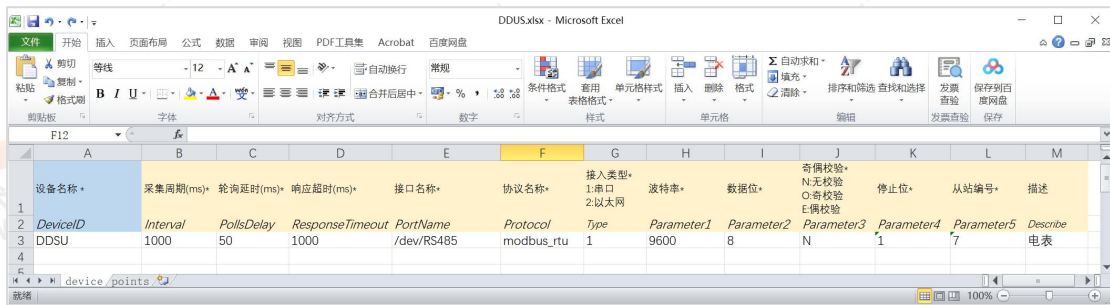 DDUS.xlsx - Microsoft Excel
文件 开始 插入 页面布局 公式 数据 审阅 视图 PDF工具集 Acrobat 百度网盘
剪切
复制
格式刷
粘贴
剪贴板
等线 12
B I U
字体
自动换行
合并后居中
对齐方式
常规
% ,
数字
条件格式 套用表格格式 单元格样式
样式
插入 删除 格式
单元格
Σ 自动求和
填充
清除
排序和筛选 查找和选择
编辑
发票查验
发票查验
保存到百度网盘
保存
F12 fx
A B C D E F G H I J K L M
1 设备名称* 采集周期(ms)* 轮询延时(ms)* 响应超时(ms)* 接口名称* 协议名称* 接入类型* 1:串口 2:以太网 波特率* 数据位* 奇偶校验* N:无校验 O:奇校验 E:偶校验 停止位* 从站编号* 描述
2 DeviceID Interval PollsDelay ResponseTimeout PortName Protocol Type Parameter1 Parameter2 Parameter3 Parameter4 Parameter5 Describe
3 DDSU 1000 50 1000 /dev/RS485 modbus_rtu 1 9600 8 N 1 7 电表
4
5
device points
就绪 100%